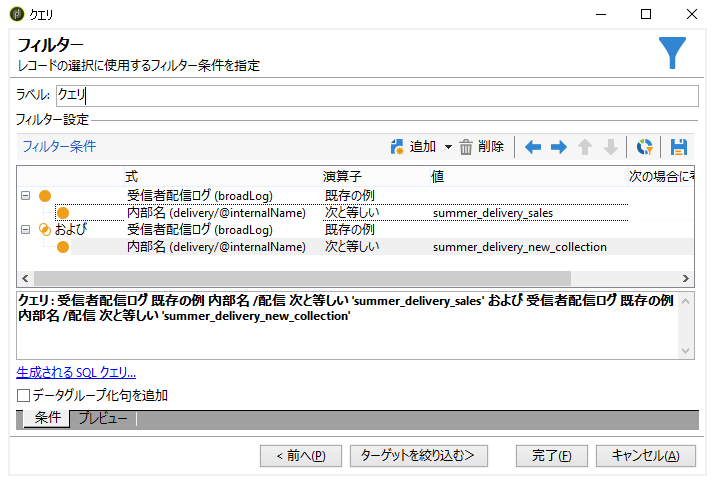 クエリ
フィルター
レコードの選択に使用するフィルター条件を指定
ラベル: クエリ
フィルター設定
フィルター条件 追加 削除
式 演算子 値 次の場合に
受信者配信ログ (broadLog) 既存の例
内部名 (delivery/@internalName) 次と等しい summer_delivery_sales
および 受信者配信ログ (broadLog) 既存の例
内部名 (delivery/@internalName) 次と等しい summer_delivery_new_collection
クエリ : 受信者配信ログ 既存の例 内部名 /配信 次と等しい 'summer_delivery_sales' および 受信者配信ログ 既存の例
内部名 /配信 次と等しい 'summer_delivery_new_collection'
生成される SQL クエリ...
データグループ化句を追加
条件 プレビュー
< 前へ(P) ターゲットを絞り込む> 完了(F) キャンセル(A)